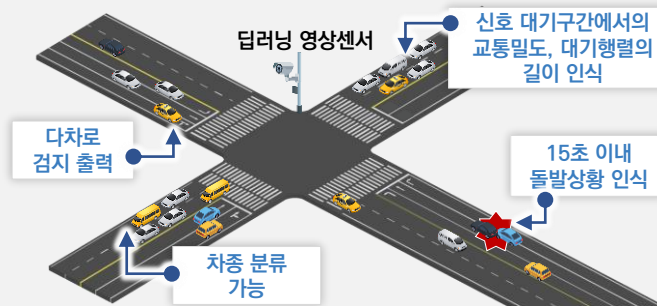 딥러닝 영상센서
신호 대기구간에서의
교통밀도, 대기행렬의
길이 인식
다차로
검지 출력
15초 이내
돌발상황 인식
차종 분류
가능